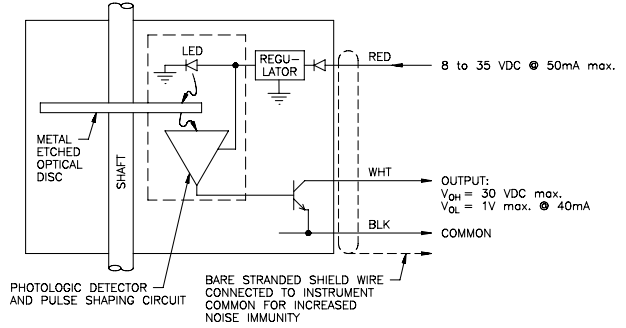 LED
REGU-
LATOR
RED
8 to 35 VDC @ 50mA max.
METAL
ETCHED
OPTICAL
DISC
SHAFT
WHT
OUTPUT:
VOH = 30 VDC max.
VOL = 1V max. @ 40mA
BLK
COMMON
PHOTOLOGIC DETECTOR
AND PULSE SHAPING CIRCUIT
BARE STRANDED SHIELD WIRE
CONNECTED TO INSTRUMENT
COMMON FOR INCREASED
NOISE IMMUNITY